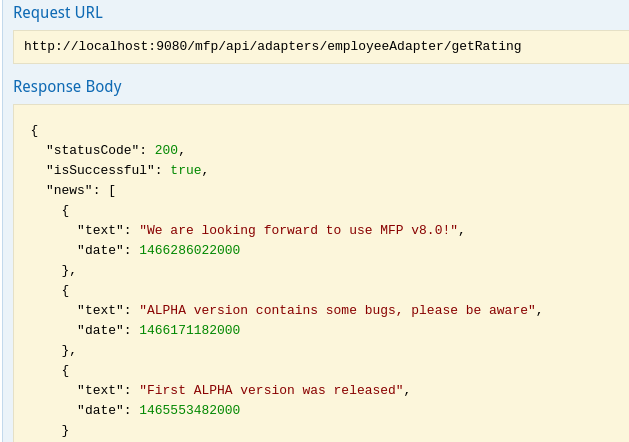 Request URL
http://localhost:9080/mfp/api/adapters/employeeAdapter/getRating
Response Body
{
  "statusCode": 200,
  "isSuccessful": true,
  "news": [
    {
      "text": "We are looking forward to use MFP v8.0!",
      "date": 1466286022000
    },
    {
      "text": "ALPHA version contains some bugs, please be aware",
      "date": 1466171182000
    },
    {
      "text": "First ALPHA version was released",
      "date": 1465553482000
    }